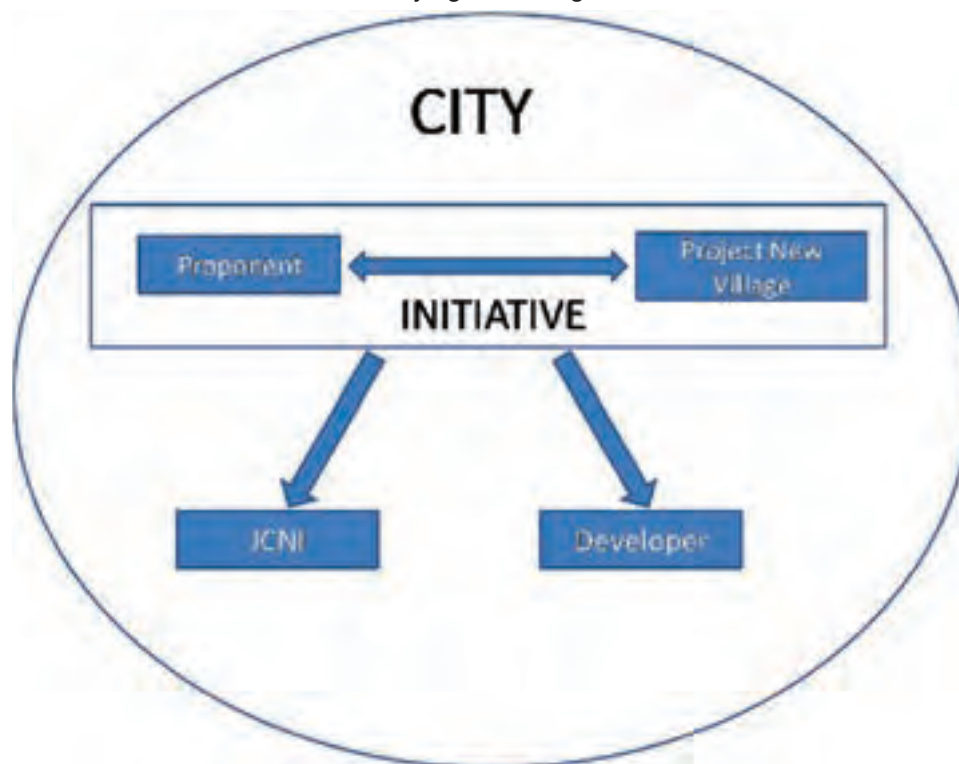 CITY
Proponent
Project New
Village
INITIATIVE
JCNI
Developer